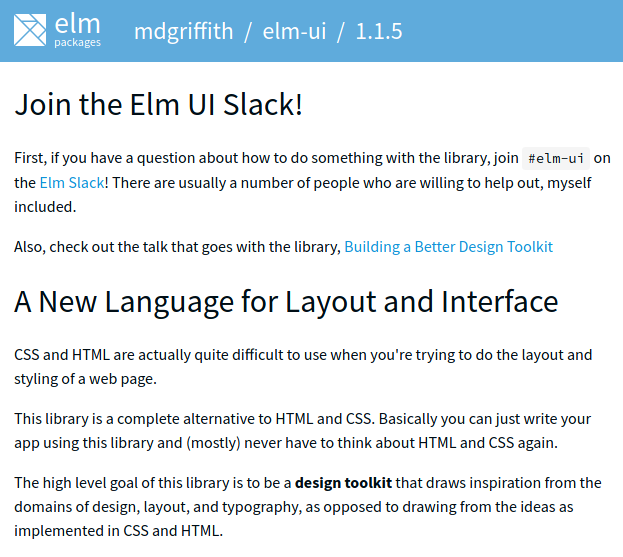 elm
packages
mdgriffith / elm-ui / 1.1.5
Join the Elm UI Slack!
First, if you have a question about how to do something with the library, join #elm-ui on
the Elm Slack! There are usually a number of people who are willing to help out, myself
included.
Also, check out the talk that goes with the library, Building a Better Design Toolkit
A New Language for Layout and Interface
CSS and HTML are actually quite difficult to use when you're trying to do the layout and
styling of a web page.
This library is a complete alternative to HTML and CSS. Basically you can just write your
app using this library and (mostly) never have to think about HTML and CSS again.
The high level goal of this library is to be a design toolkit that draws inspiration from the
domains of design, layout, and typography, as opposed to drawing from the ideas as
implemented in CSS and HTML.